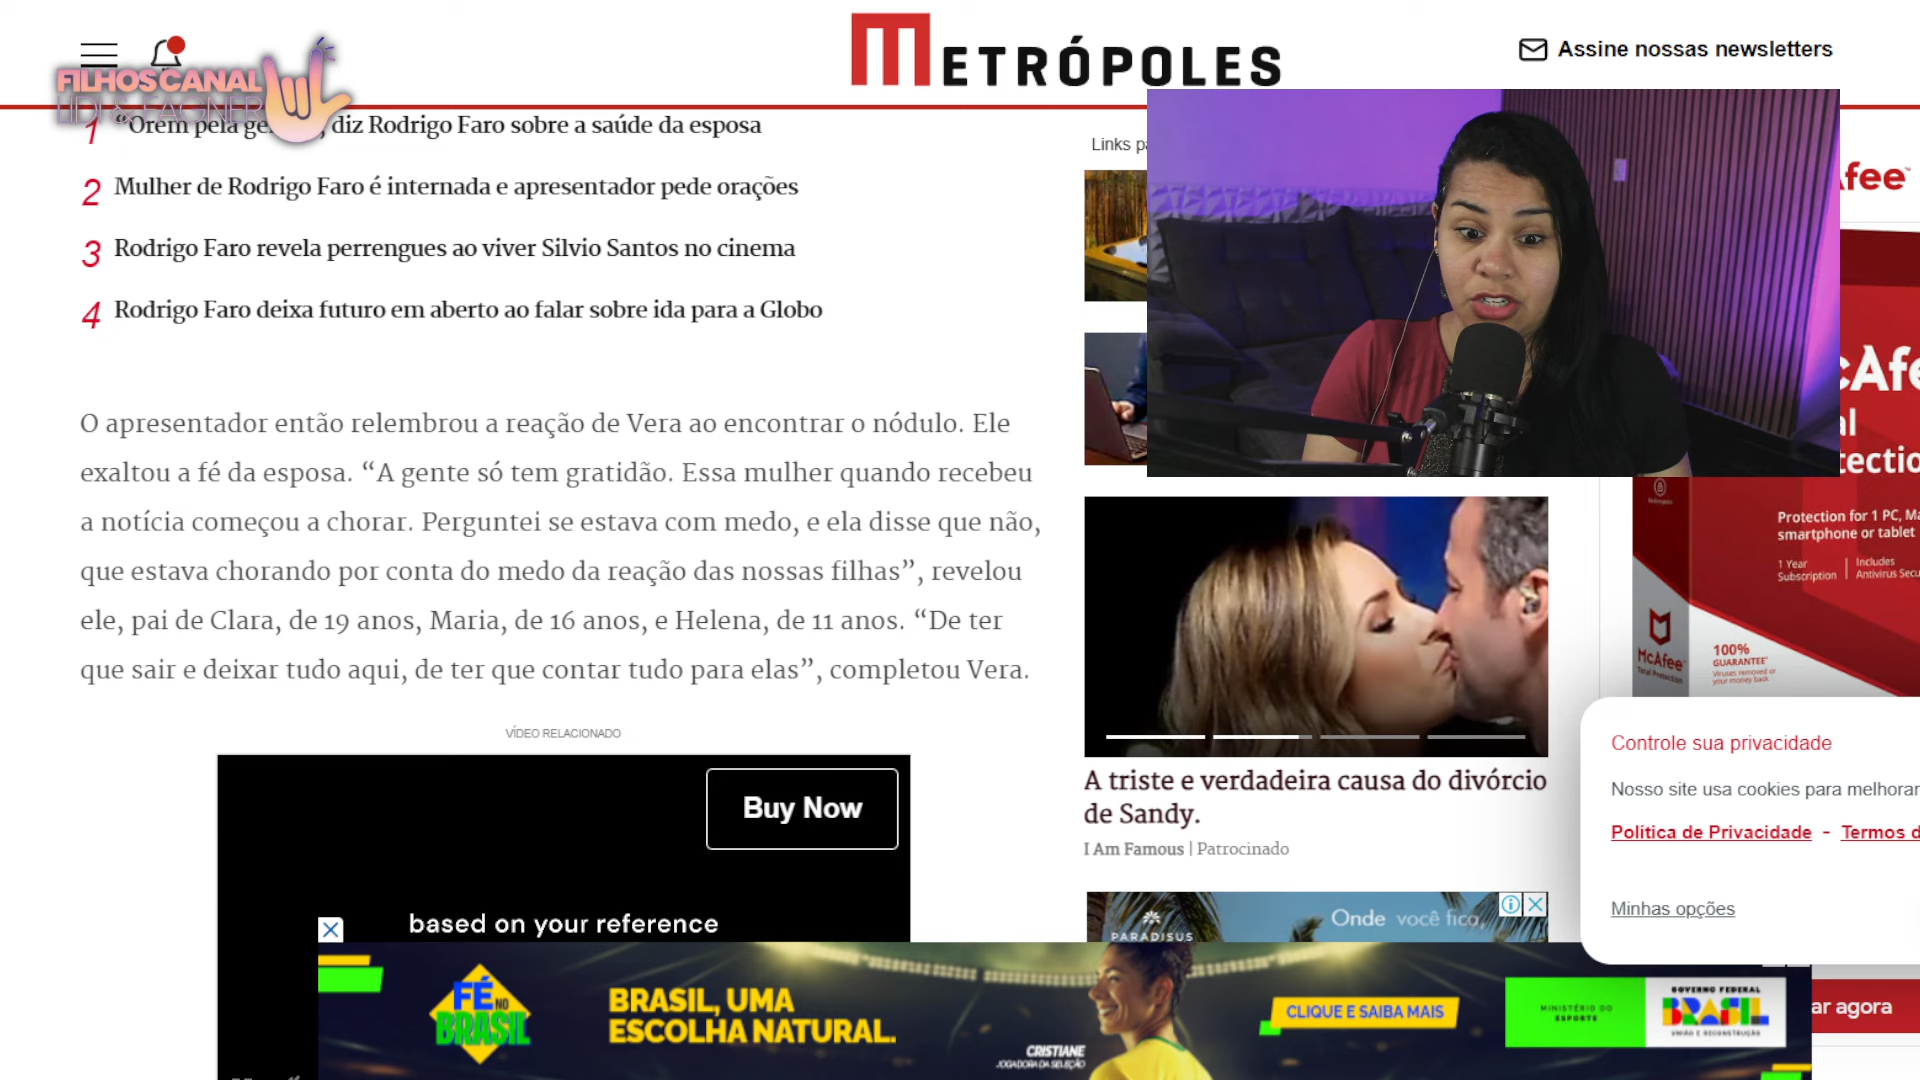 METRÓPOLES
Assine nossas newsletters
FILHOS CANAL
LIDI & FAGNER
1 diz Rodrigo Faro sobre a saúde da esposa
2 Mulher de Rodrigo Faro é internada e apresentador pede orações
3 Rodrigo Faro revela perrengues ao viver Silvio Santos no cinema
4 Rodrigo Faro deixa futuro em aberto ao falar sobre ida para a Globo
O apresentador então relembrou a reação de Vera ao encontrar o nódulo. Ele
exaltou a fé da esposa. “A gente só tem gratidão. Essa mulher quando recebeu
a notícia começou a chorar. Perguntei se estava com medo, e ela disse que não,
que estava chorando por conta do medo da reação das nossas filhas”, revelou
ele, pai de Clara, de 19 anos, Maria, de 16 anos, e Helena, de 11 anos. “De ter
que sair e deixar tudo aqui, de ter que contar tudo para elas”, completou Vera.
VÍDEO RELACIONADO
Buy Now
based on your reference
Links
A triste e verdadeira causa do divórcio
de Sandy.
I Am Famous | Patrocinado
PARADISUS
Onde você fica,
Protection for 1 PC,
smartphone or tablet
1 Year
Subscription
Includes
Antivirus
McAfee
Total Protection
100%
GUARANTEE
Viruses removed or
your money back
Controle sua privacidade
Nosso site usa cookies para
Política de Privacidade - Termos
Minhas opções
agora
FÉ NO
BRASIL
BRASIL, UMA
ESCOLHA NATURAL.
CRISTIANE
JOGADORA DA SELEÇÃO
CLIQUE E SAIBA MAIS
MINISTÉRIO DO
ESPORTE
GOVERNO FEDERAL
BRASIL
UNIÃO E RECONSTRUÇÃO